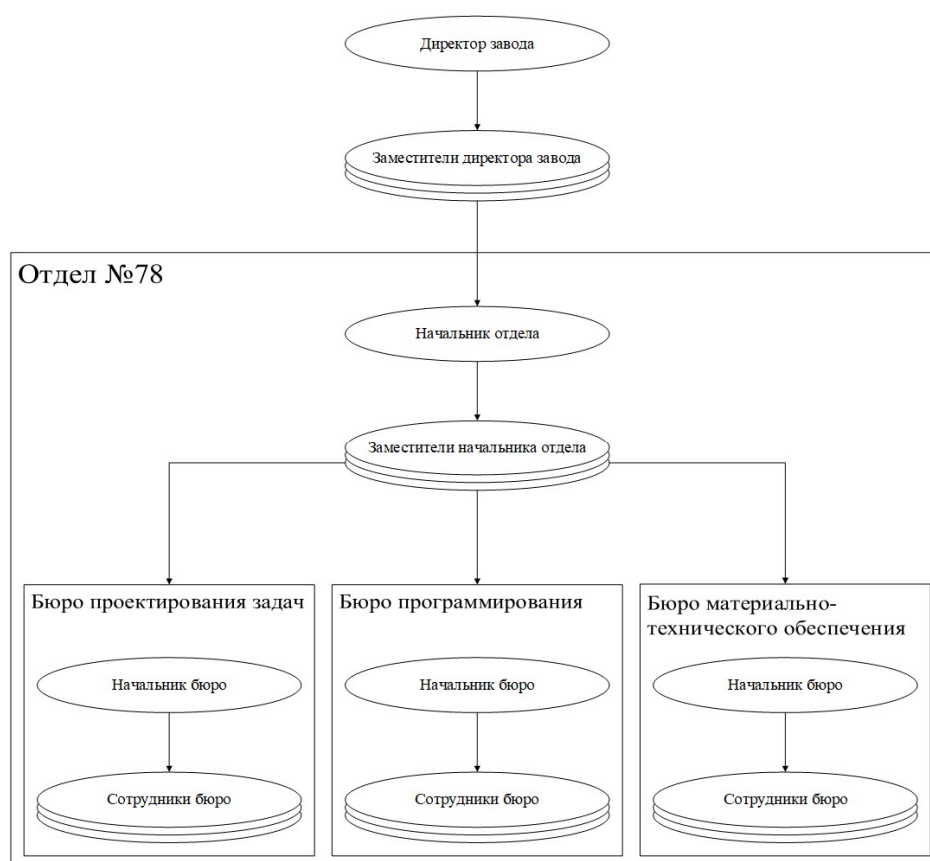 Директор завода
Заместители директора завода
Отдел №78
Начальник отдела
Заместители начальника отдела
Бюро проектирования задач
Начальник бюро
Сотрудники бюро
Бюро программирования
Начальник бюро
Сотрудники бюро
Бюро материально-
технического обеспечения
Начальник бюро
Сотрудники бюро